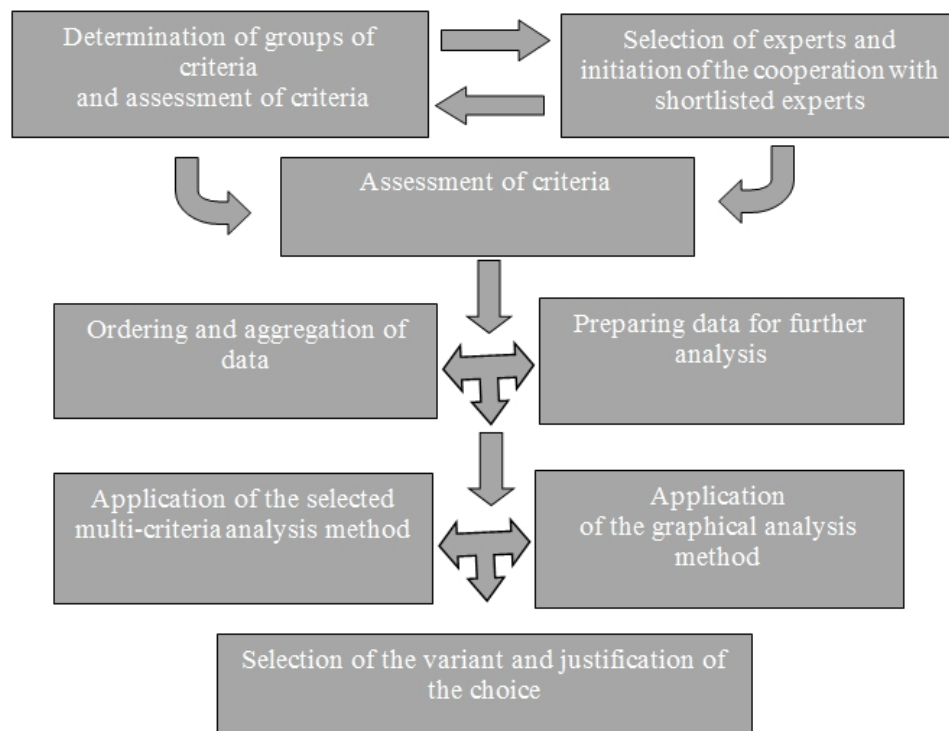 Determination of groups of
criteria
and assessment of criteria
Selection of experts and
initiation of the cooperation with
shortlisted experts
Assessment of criteria
Ordering and aggregation of
data
Preparing data for further
analysis
Application of the selected
multi-criteria analysis method
Application
of the graphical analysis
method
Selection of the variant and justification of
the choice